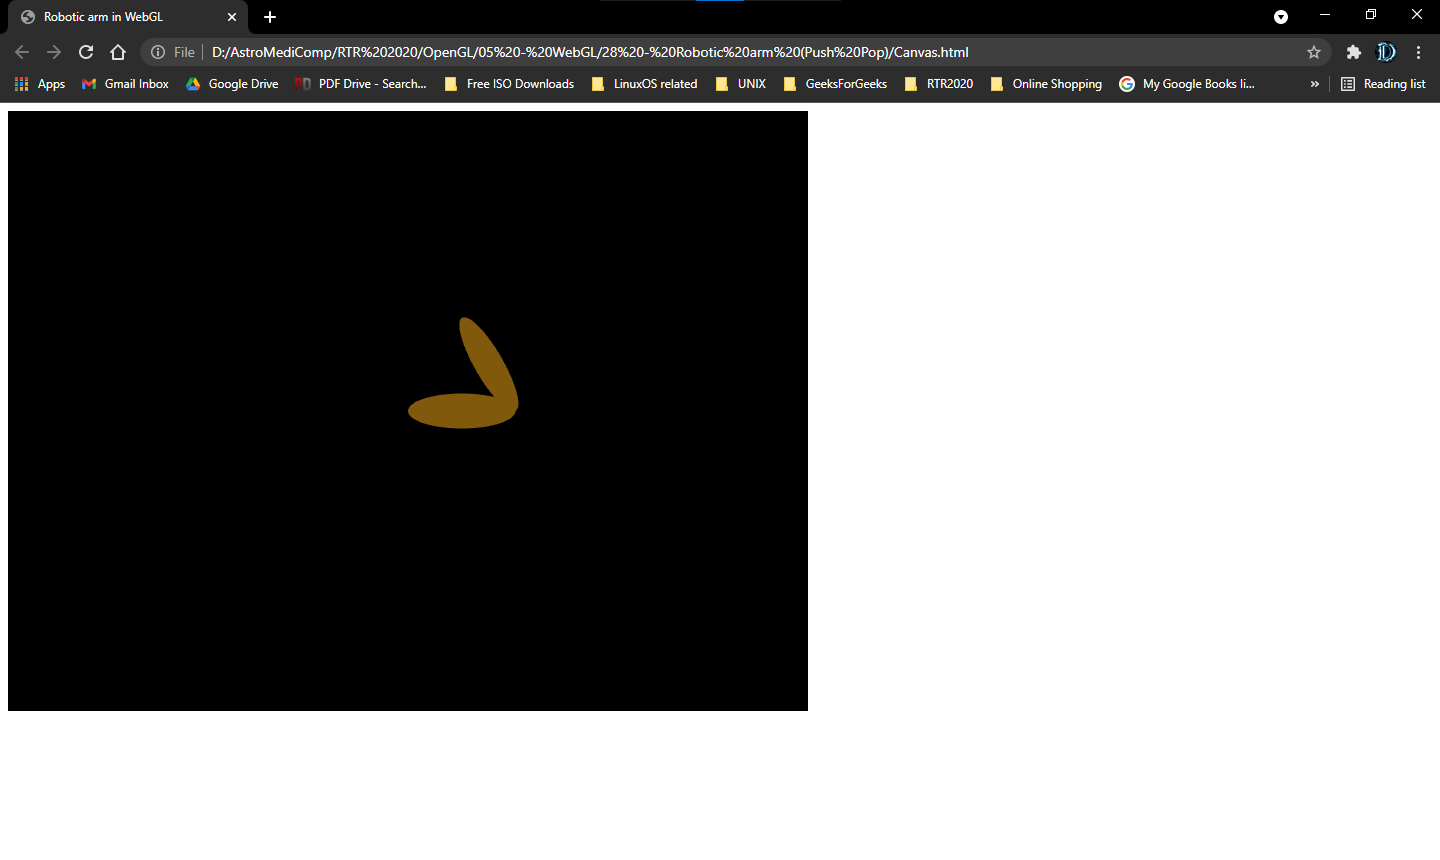 Robotic arm in WebGL
File D:/AstroMediComp/RTR%202020/OpenGL/05%20-%20WebGL/28%20-%20Robotic%20arm%20(Push%20Pop)/Canvas.html
Apps Gmail Inbox Google Drive PDF Drive - Search... Free ISO Downloads LinuxOS related UNIX GeeksForGeeks RTR2020 Online Shopping My Google Books li... » Reading list